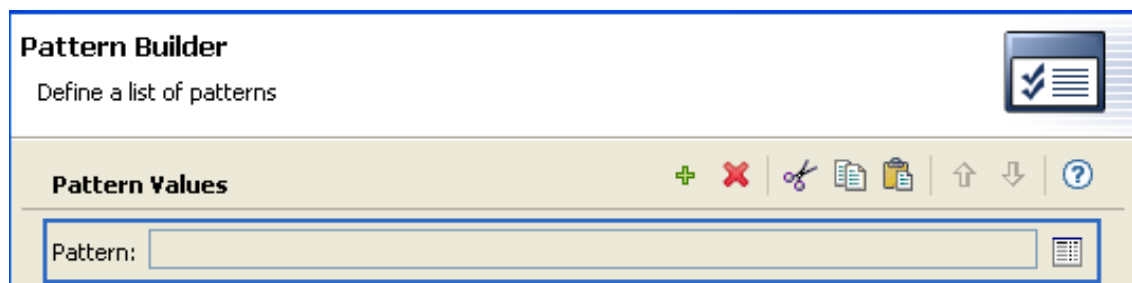 Pattern Builder
Define a list of patterns
Pattern Values
Pattern: